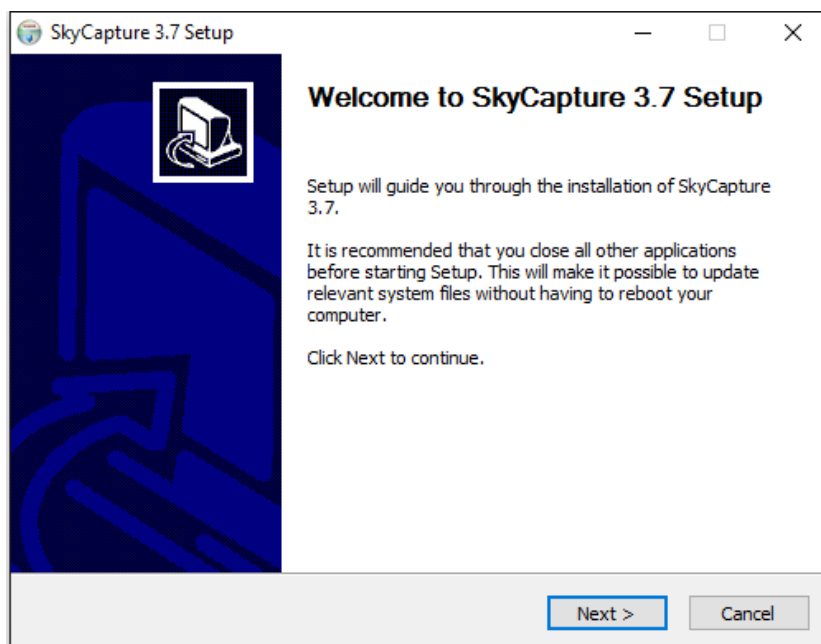 SkyCapture 3.7 Setup
Welcome to SkyCapture 3.7 Setup
Setup will guide you through the installation of SkyCapture
3.7.
It is recommended that you close all other applications
before starting Setup. This will make it possible to update
relevant system files without having to reboot your
computer.
Click Next to continue.
Next >
Cancel